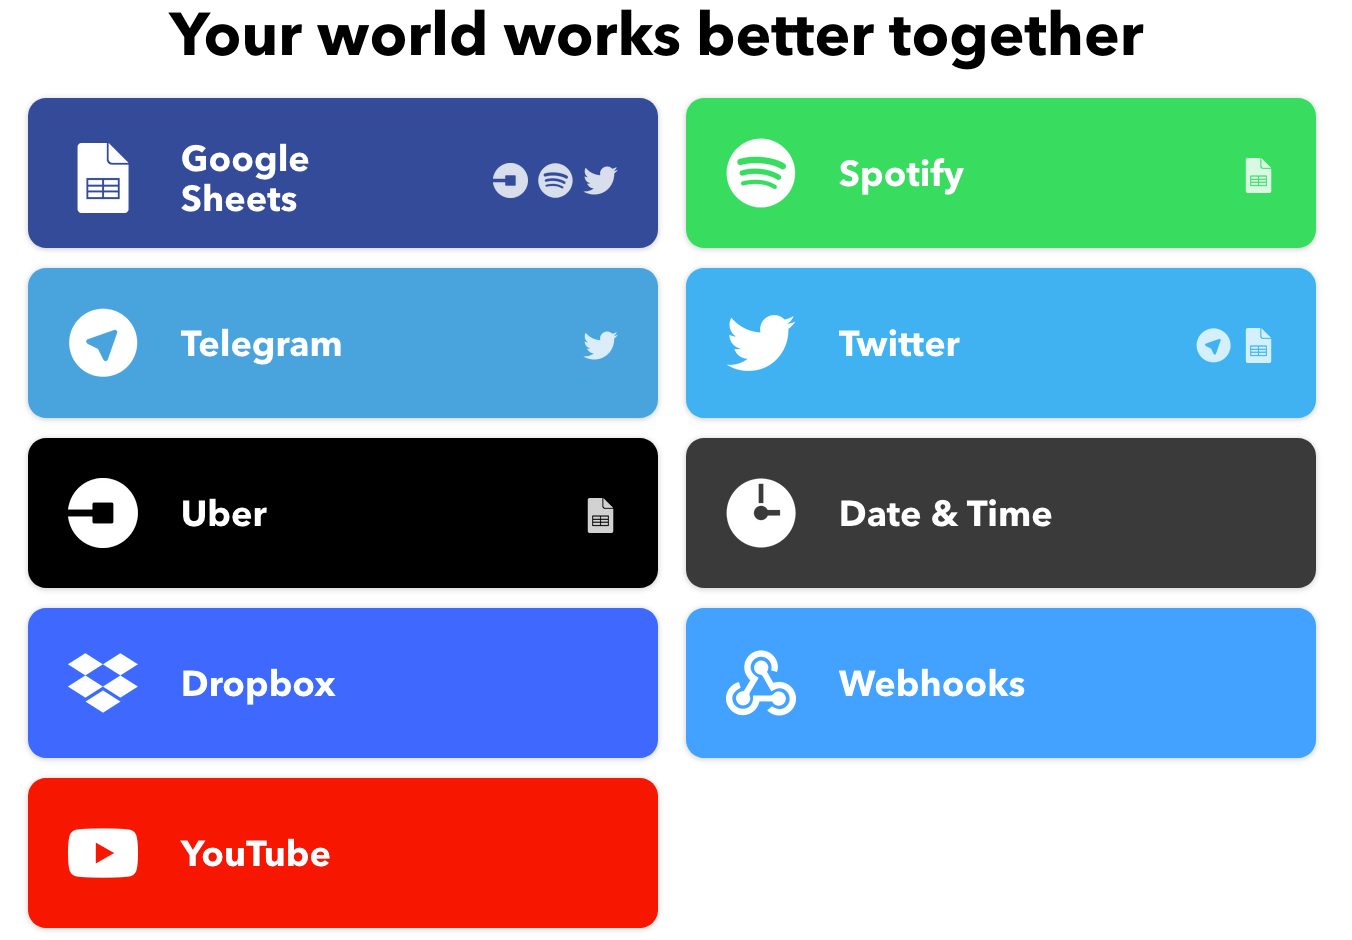 Your world works better together
Google
Sheets
Spotify
Telegram
Twitter
Uber
Date & Time
Dropbox
Webhooks
YouTube